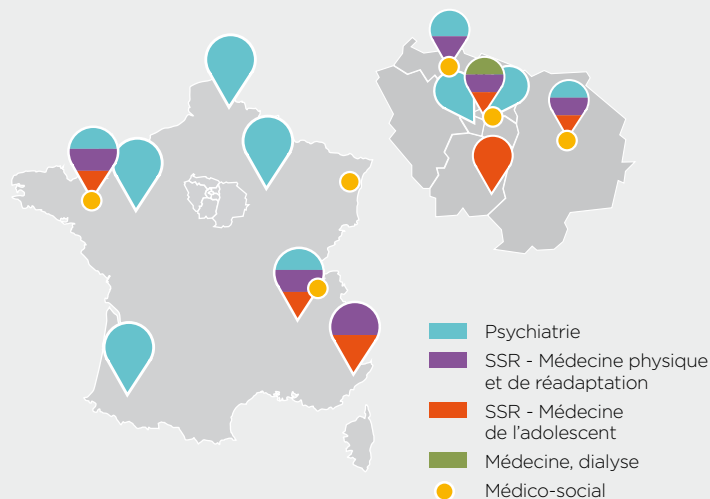 Psychiatrie
SSR - Médecine physique
et de réadaptation
SSR - Médecine
de l'adolescent
Médecine, dialyse
Médico-social